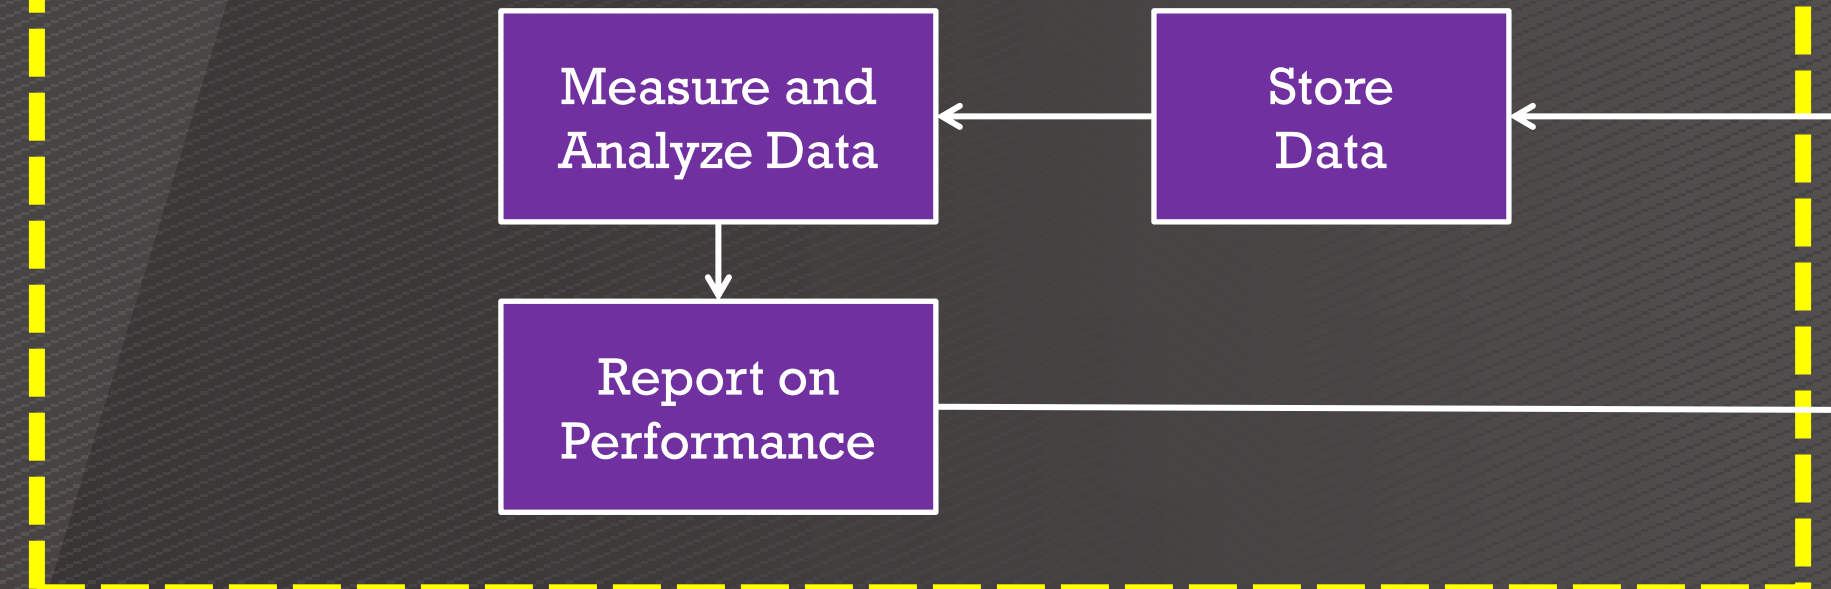 Measure and
Analyze Data
Store
Data
Report on
Performance